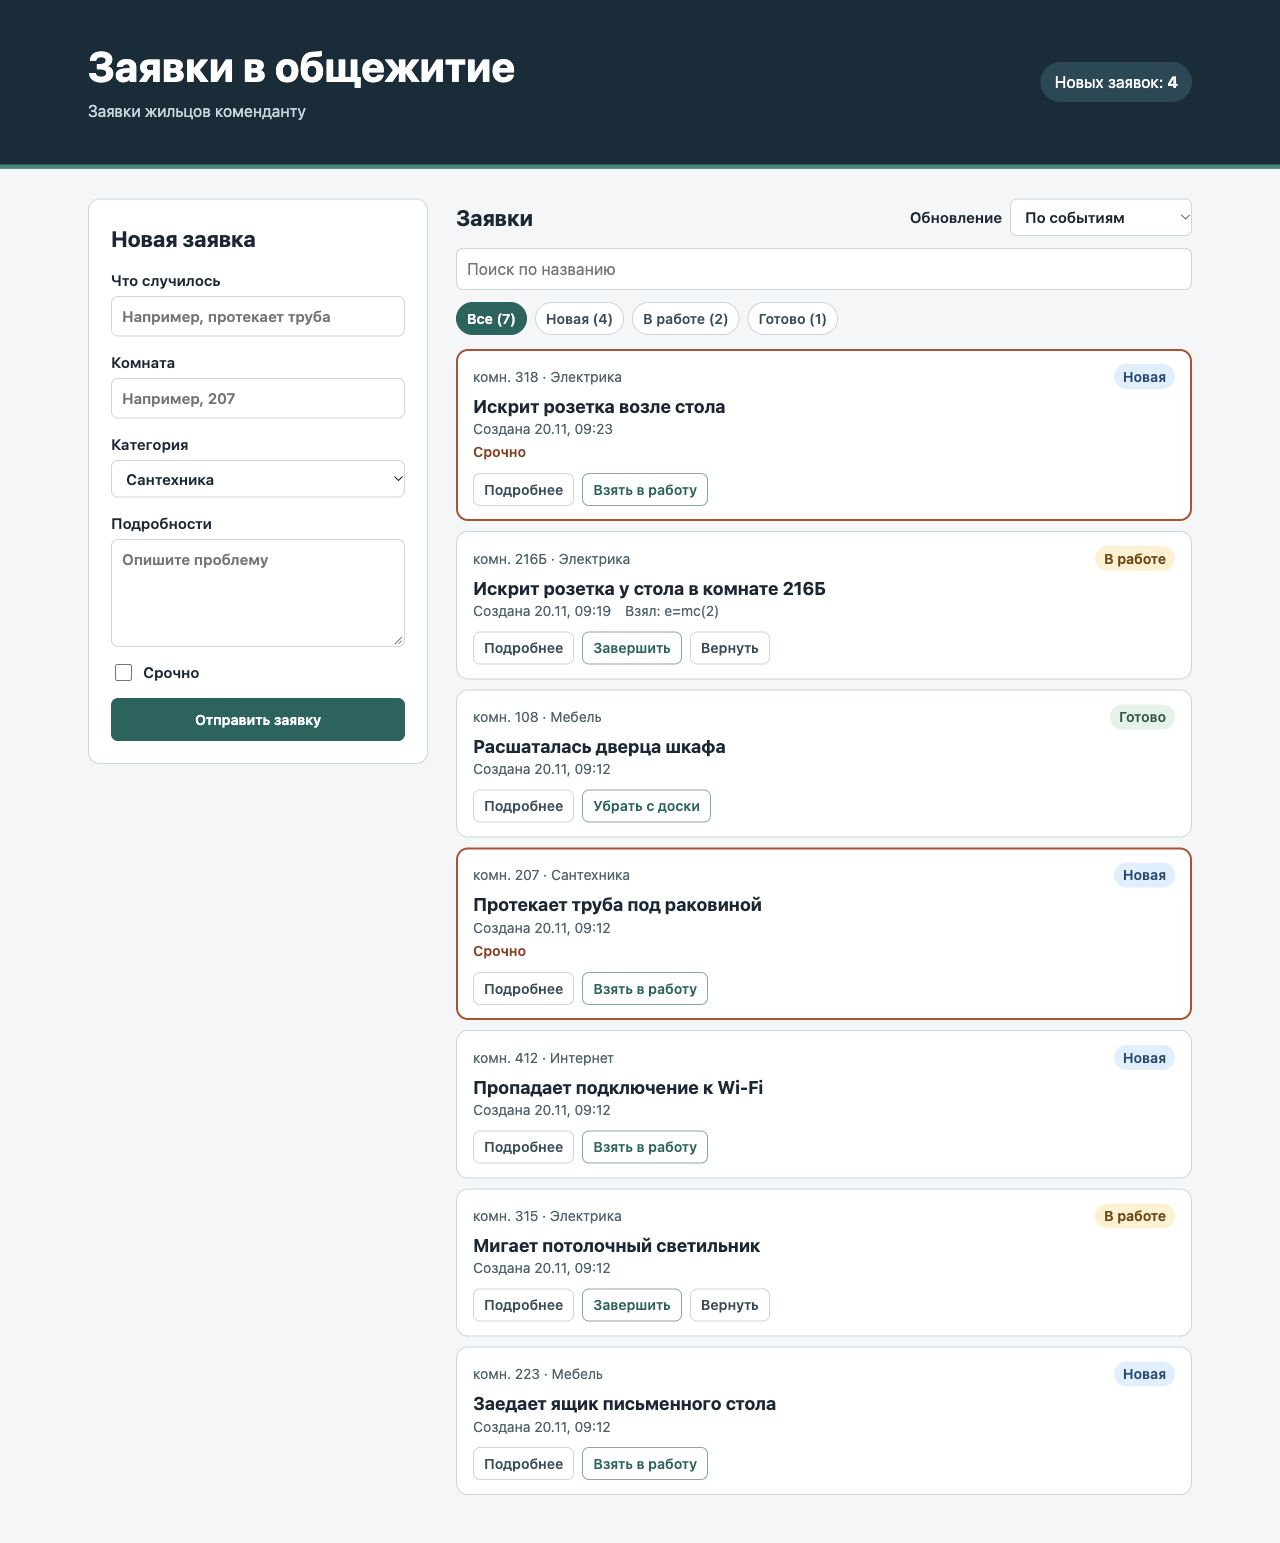 Заявки в общежитие
Заявки жильцов коменданту
Новых заявок: 4
Новая заявка
Что случилось
Например, протекает труба
Комната
Например, 207
Категория
Сантехника
Подробности
Опишите проблему
Срочно
Отправить заявку
Заявки
Обновление По событиям
Поиск по названию
Все (7) Новая (4) В работе (2) Готово (1)
комн. 318 · Электрика Новая
Искрит розетка возле стола
Создана 20.11, 09:23
Срочно
Подробнее Взять в работу
комн. 216Б · Электрика В работе
Искрит розетка у стола в комнате 216Б
Создана 20.11, 09:19 Взял: e=mc(2)
Подробнее Завершить Вернуть
комн. 108 · Мебель Готово
Расшаталась дверца шкафа
Создана 20.11, 09:12
Подробнее Убрать с доски
комн. 207 · Сантехника Новая
Протекает труба под раковиной
Создана 20.11, 09:12
Срочно
Подробнее Взять в работу
комн. 412 · Интернет Новая
Пропадает подключение к Wi-Fi
Создана 20.11, 09:12
Подробнее Взять в работу
комн. 315 · Электрика В работе
Мигает потолочный светильник
Создана 20.11, 09:12
Подробнее Завершить Вернуть
комн. 223 · Мебель Новая
Заедает ящик письменного стола
Создана 20.11, 09:12
Подробнее Взять в работу